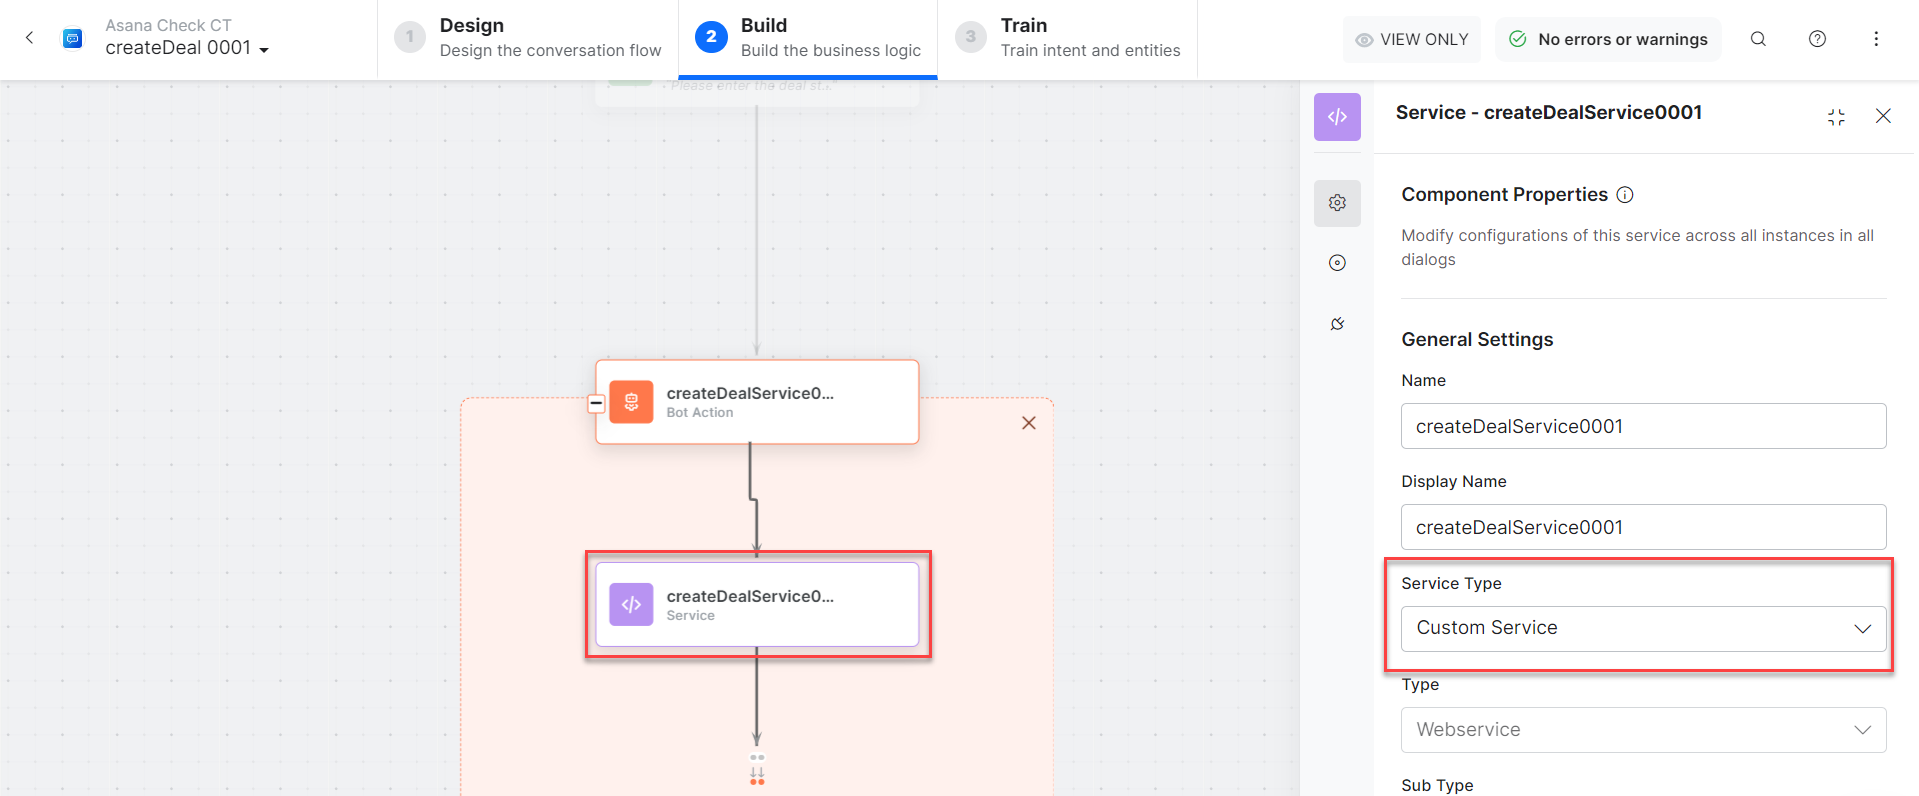 Asana Check CT
createDeal 0001
1
Design
Design the conversation flow
2
Build
Build the business logic
3
Train
Train intent and entities
VIEW ONLY
No errors or warnings
"Please enter the deal st..."
createDealService0...
Bot Action
createDealService0...
Service
Service - createDealService0001
Component Properties
Modify configurations of this service across all instances in all
dialogs
General Settings
Name
createDealService0001
Display Name
createDealService0001
Service Type
Custom Service
Type
Webservice
Sub Type